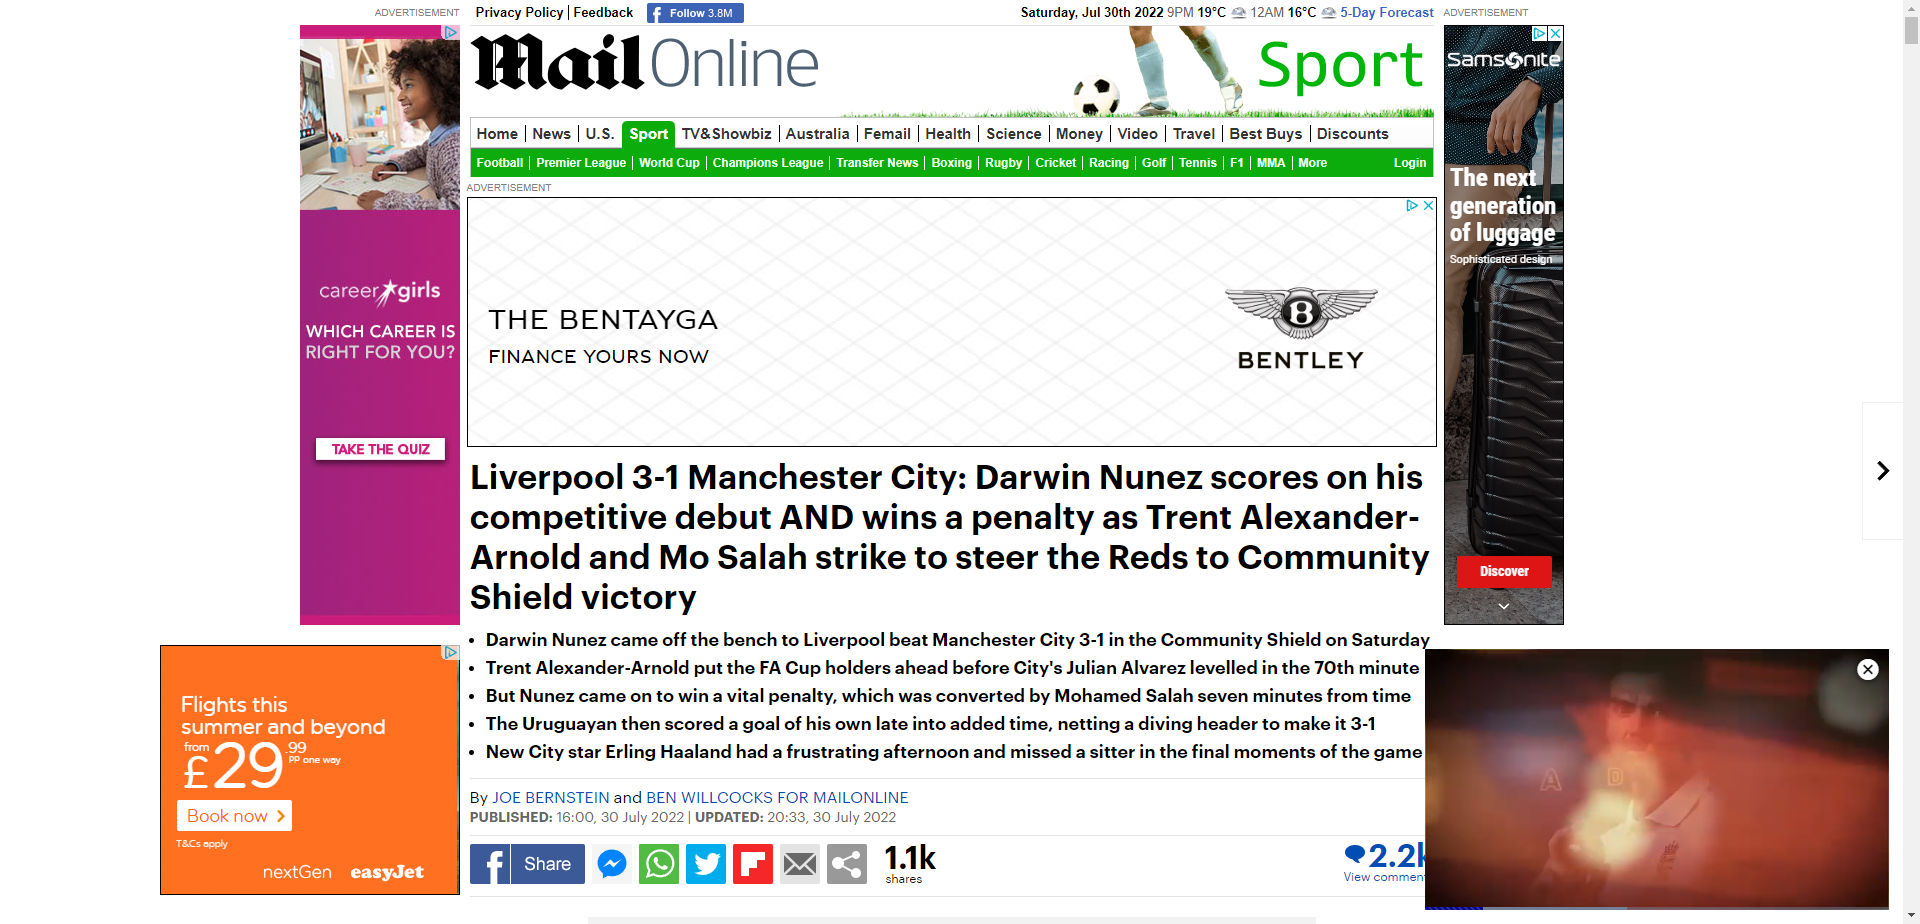 ADVERTISEMENT
Privacy Policy | Feedback
Follow 3.8M
Saturday, Jul 30th 2022 9PM 19°C 12AM 16°C 5-Day Forecast
ADVERTISEMENT
Mail Online
Sport
Home | News | U.S. | Sport | TV&Showbiz | Australia | Femail | Health | Science | Money | Video | Travel | Best Buys | Discounts
Football | Premier League | World Cup | Champions League | Transfer News | Boxing | Rugby | Cricket | Racing | Golf | Tennis | F1 | MMA | More
Login
ADVERTISEMENT
THE BENTAYGA
FINANCE YOURS NOW
B
BENTLEY
career girls
WHICH CAREER IS
RIGHT FOR YOU?
TAKE THE QUIZ
Samsonite
The next
generation
of luggage
Sophisticated design
Discover
Liverpool 3-1 Manchester City: Darwin Nunez scores on his
competitive debut AND wins a penalty as Trent Alexander-
Arnold and Mo Salah strike to steer the Reds to Community
Shield victory
• Darwin Nunez came off the bench to Liverpool beat Manchester City 3-1 in the Community Shield on Saturday
• Trent Alexander-Arnold put the FA Cup holders ahead before City's Julian Alvarez levelled in the 70th minute
• But Nunez came on to win a vital penalty, which was converted by Mohamed Salah seven minutes from time
• The Uruguayan then scored a goal of his own late into added time, netting a diving header to make it 3-1
• New City star Erling Haaland had a frustrating afternoon and missed a sitter in the final moments of the game
By JOE BERNSTEIN and BEN WILLCOCKS FOR MAILONLINE
PUBLISHED: 16:00, 30 July 2022 | UPDATED: 20:33, 30 July 2022
Share
1.1k
shares
2.2k
View commen
Flights this
summer and beyond
from
£29.99
PP one way
Book now
T&Cs apply
nextGen easyJet
A D